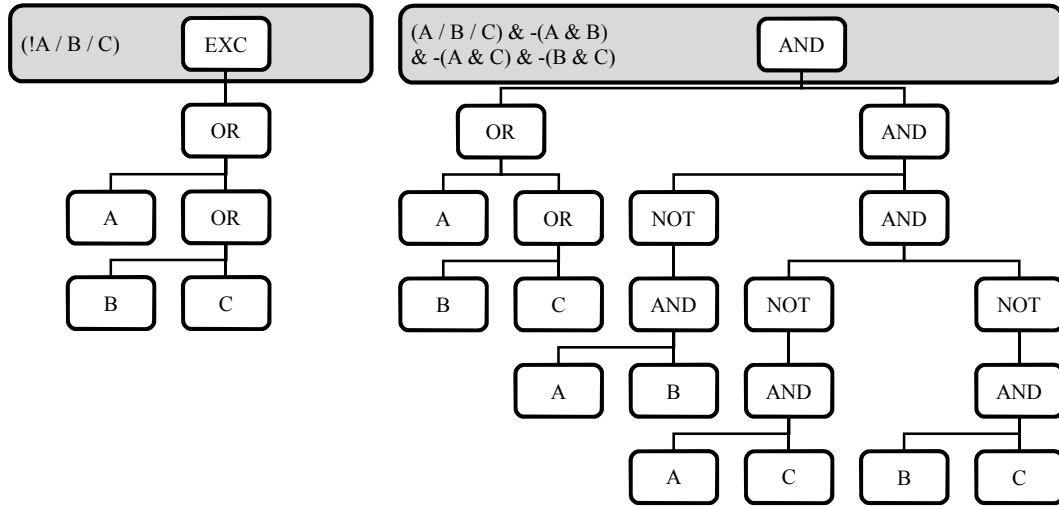 (!A / B / C)
EXC
OR
A
OR
B
C
(A / B / C) & -(A & B)
& -(A & C) & -(B & C)
AND
OR
AND
A
OR
NOT
AND
B
C
AND
NOT
NOT
A
B
AND
AND
A
C
B
C